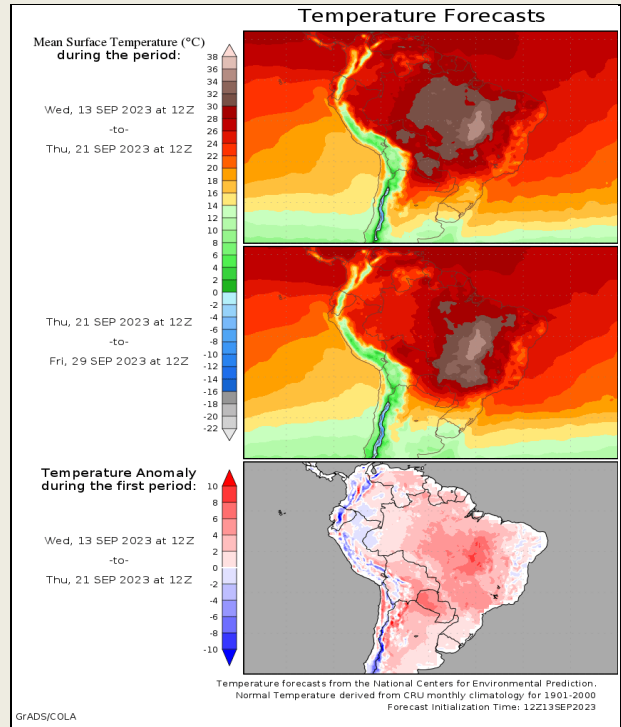 Temperature Forecasts
Mean Surface Temperature (°C)
during the period:
Wed, 13 SEP 2023 at 12Z
-to-
Thu, 21 SEP 2023 at 12Z
38
36
34
32
30
28
26
24
22
20
18
16
14
12
10
8
6
4
2
0
-2
-4
-6
-8
-10
-12
-14
-16
-18
-20
-22
Thu, 21 SEP 2023 at 12Z
-to-
Fri, 29 SEP 2023 at 12Z
Temperature Anomaly
during the first period:
Wed, 13 SEP 2023 at 12Z
-to-
Thu, 21 SEP 2023 at 12Z
10
8
6
4
2
0
-2
-4
-6
-8
-10
Temperature forecasts from the National Centers for Environmental Prediction.
Normal Temperature derived from CRU monthly climatology for 1901-2000
Forecast Initialization Time: 12Z13SEP2023
GrADS/COLA